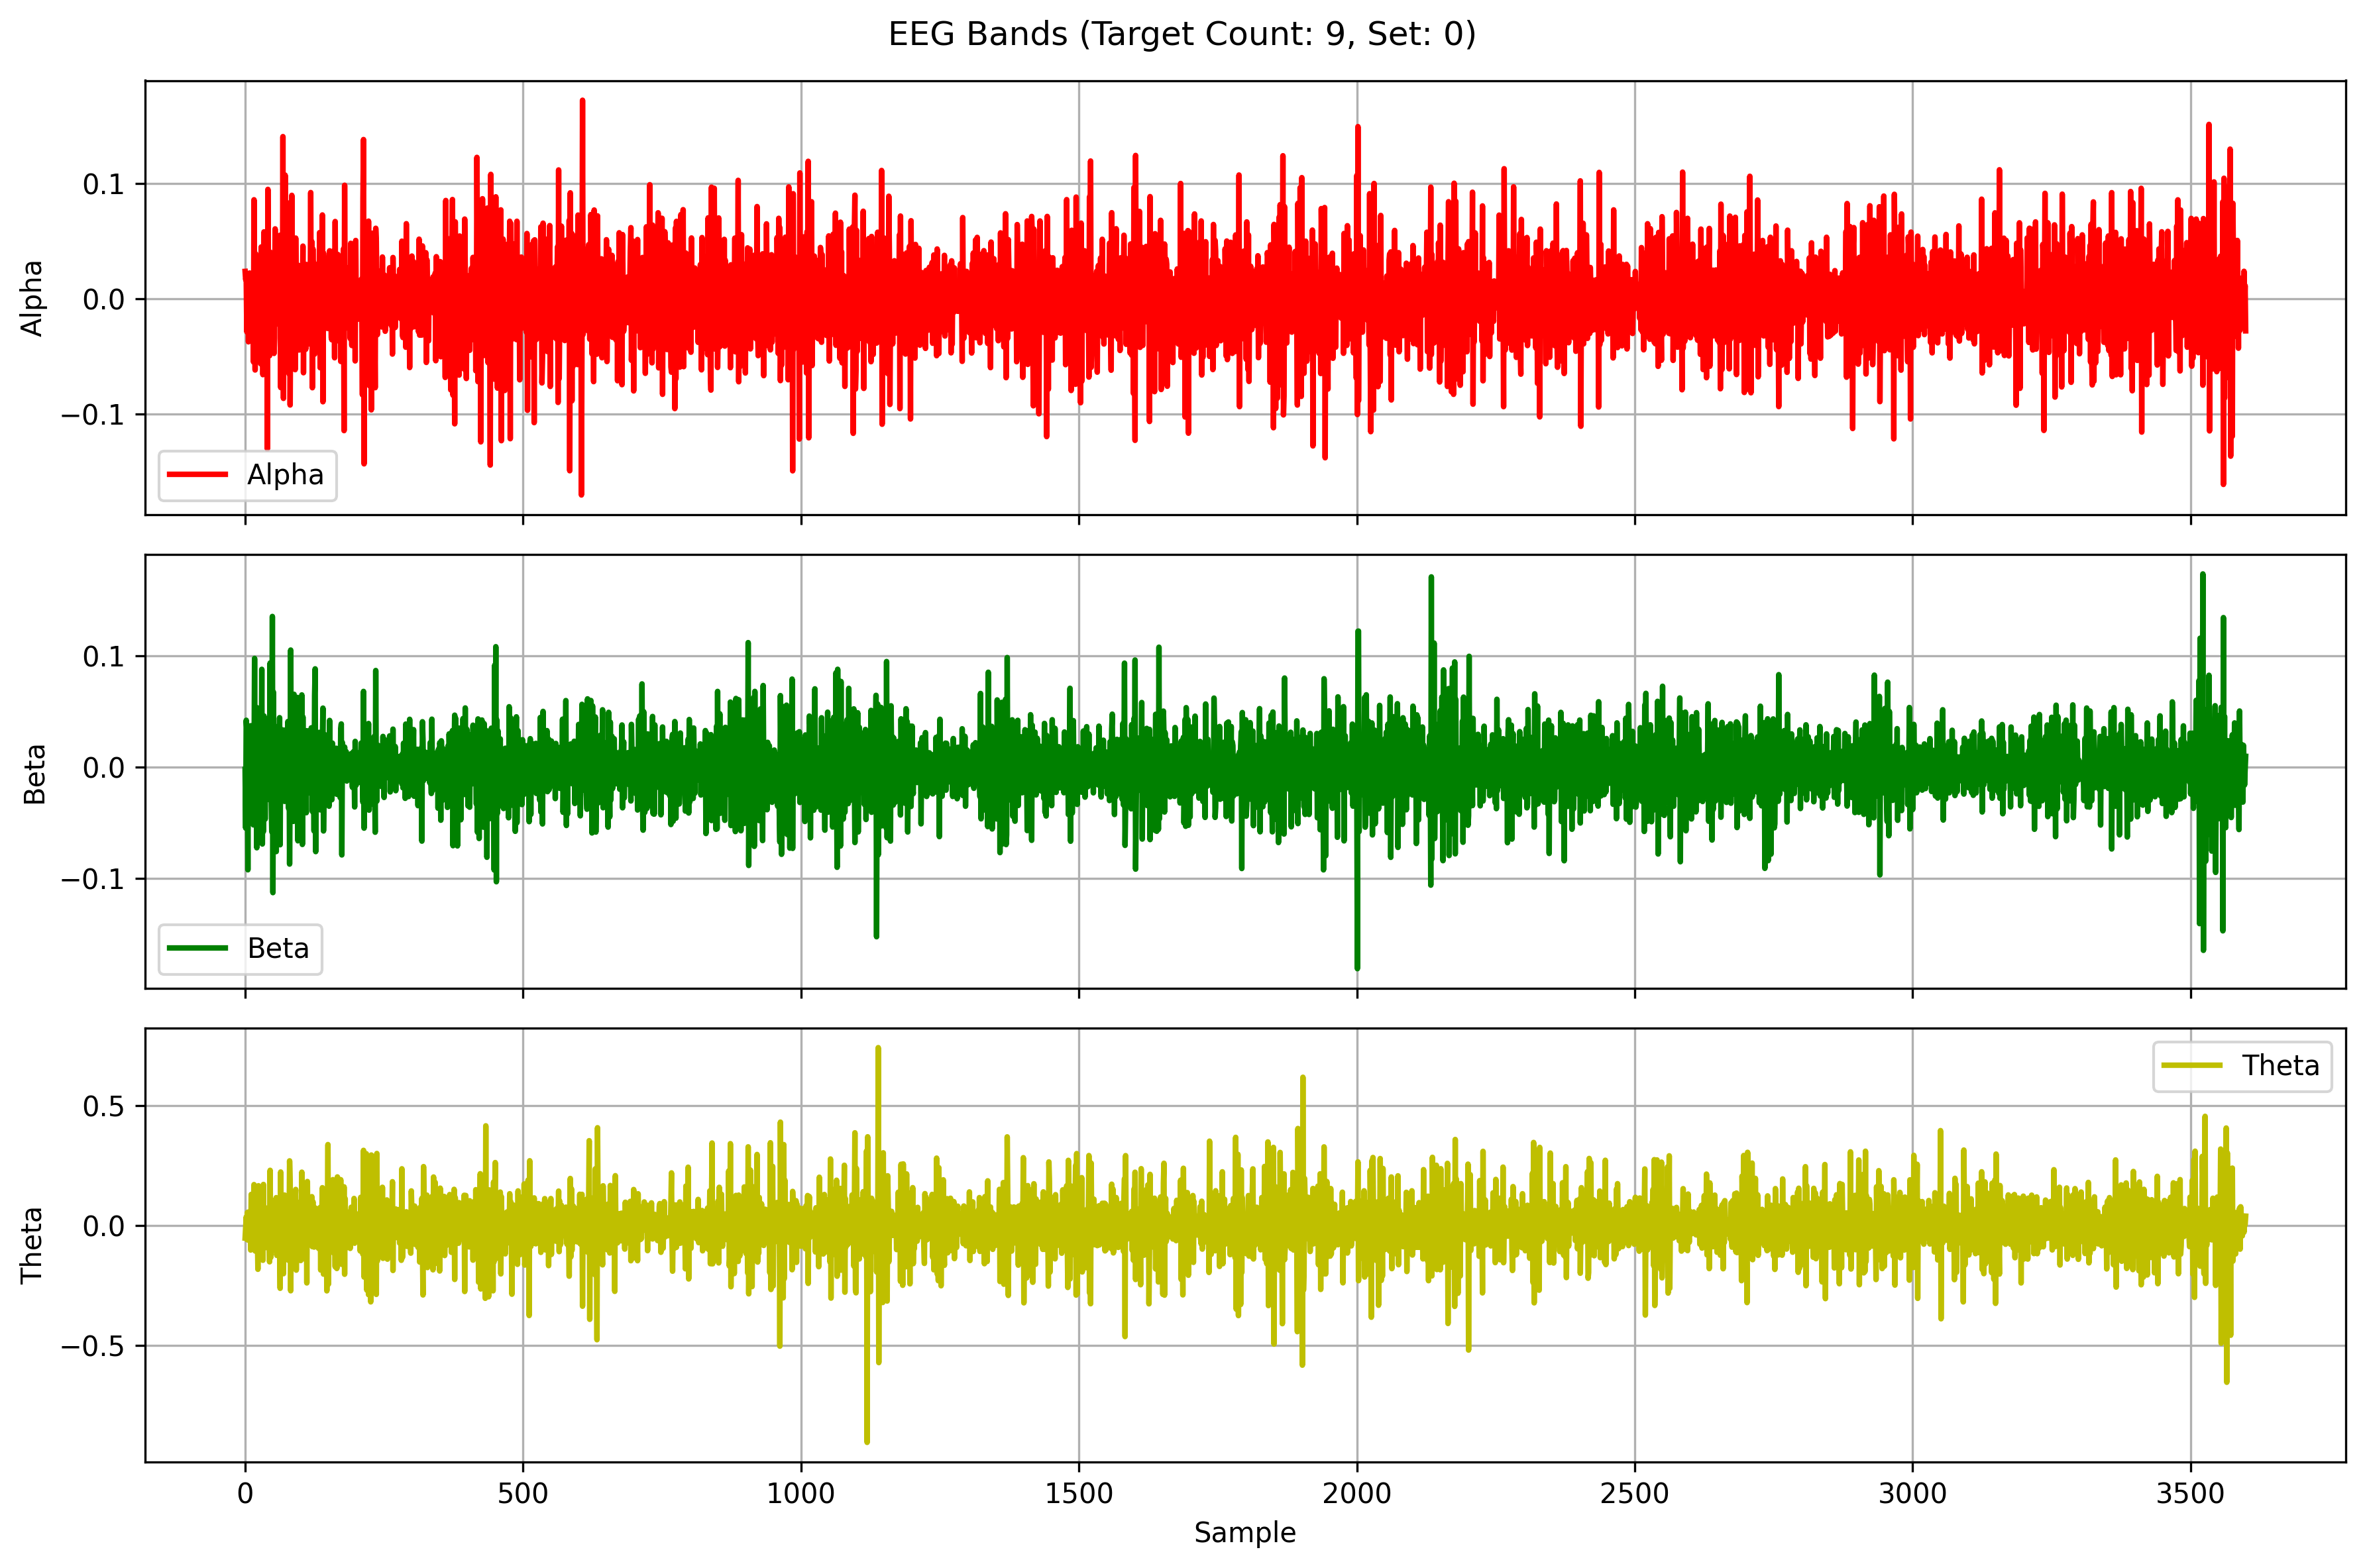 EEG Bands (Target Count: 9, Set: 0)
Alpha
0.1
0.0
−0.1
Alpha
Beta
0.1
0.0
−0.1
Beta
Theta
0.5
0.0
−0.5
Theta
0 500 1000 1500 2000 2500 3000 3500
Sample